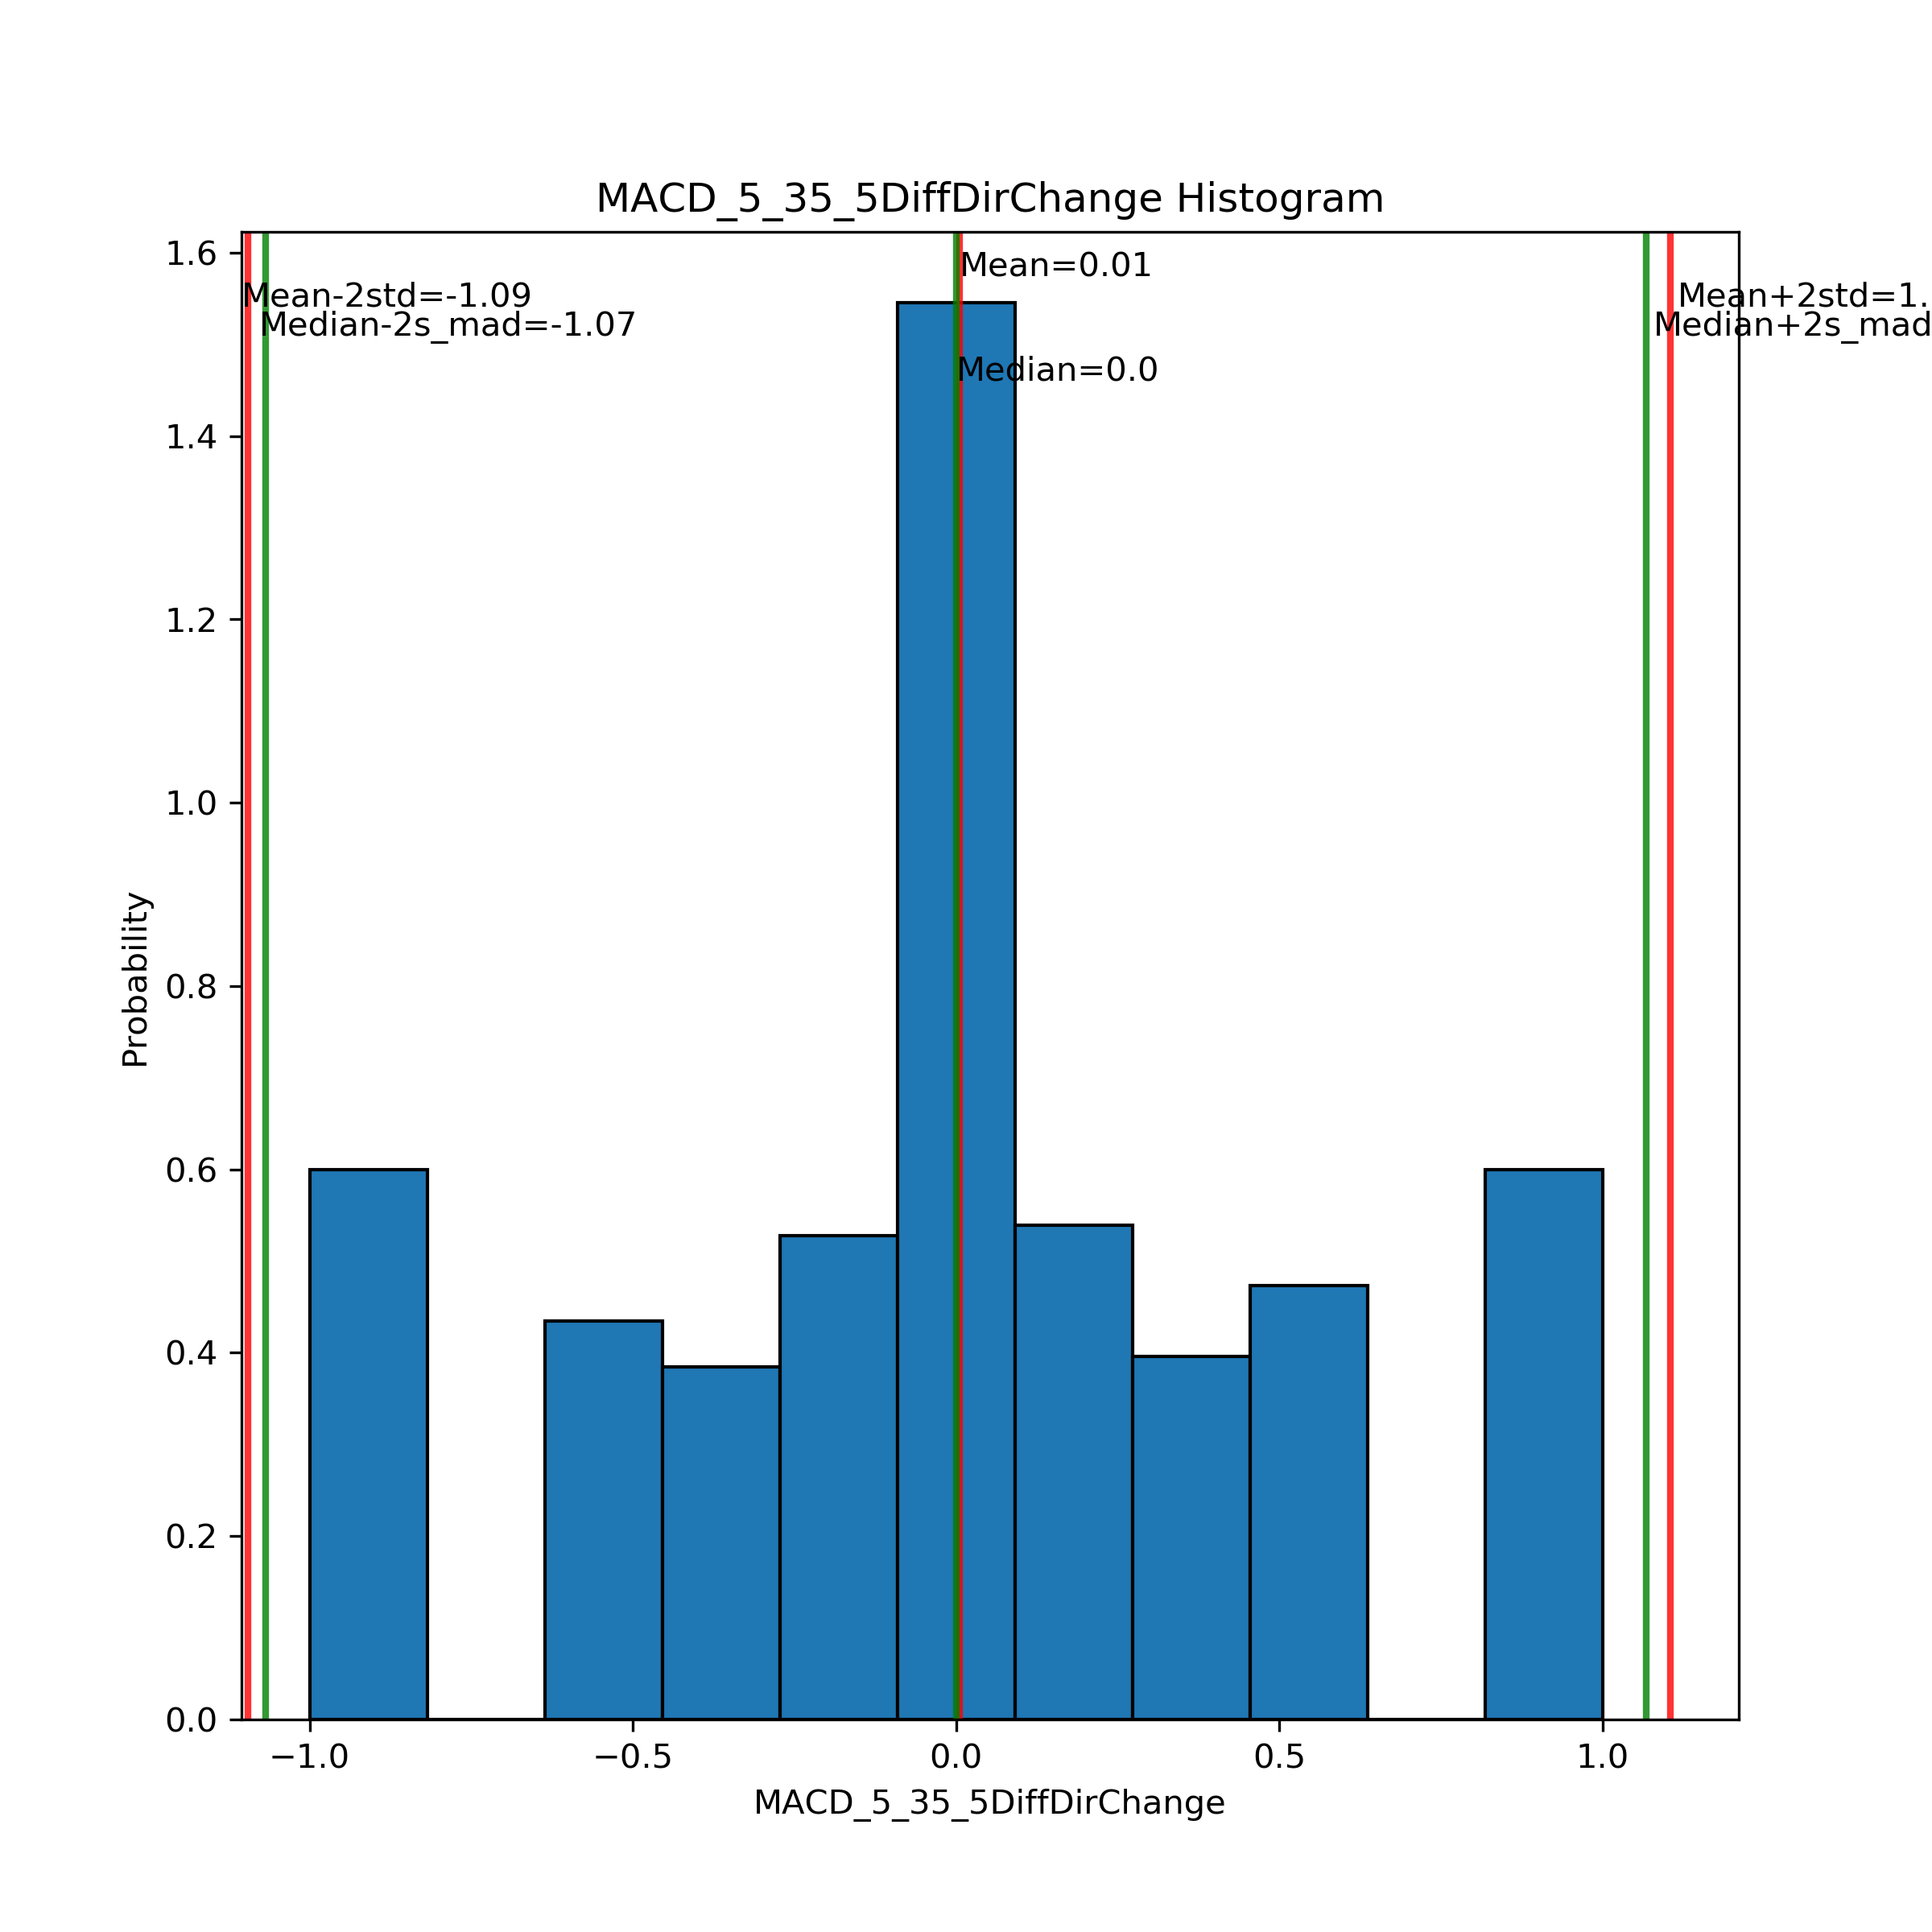 MACD_5_35_5DiffDirChange Histogram
1.6
Mean=0.01
Mean-2std=-1.09
Mean+2std=1.
Median-2s_mad=-1.07
Median+2s_mad
Median=0.0
1.4
1.2
1.0
0.8
0.6
0.4
0.2
0.0
Probability
−1.0
−0.5
0.0
0.5
1.0
MACD_5_35_5DiffDirChange